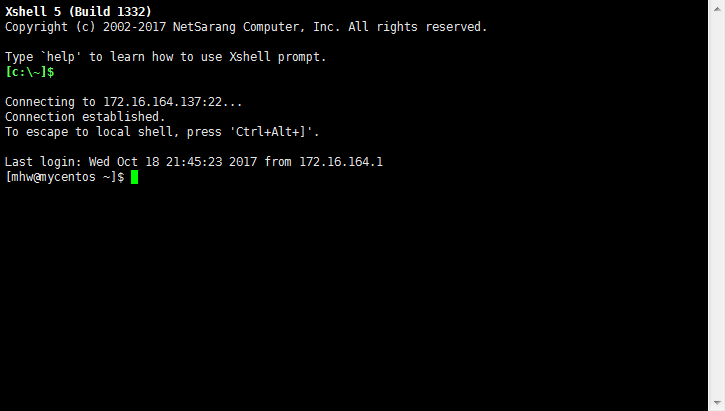 Xshell 5 (Build 1332)
Copyright (c) 2002-2017 NetSarang Computer, Inc. All rights reserved.
Type `help' to learn how to use Xshell prompt.
[c:\~]$
Connecting to 172.16.164.137:22...
Connection established.
To escape to local shell, press 'Ctrl+Alt+]'.
Last login: Wed Oct 18 21:45:23 2017 from 172.16.164.1
[mhw@mycentos ~]$